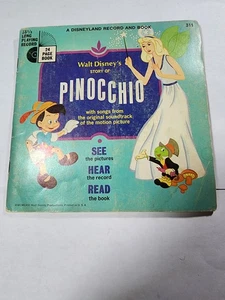 A DISNEYLAND RECORD AND BOOK
311
33⅓
LONG
PLAYING
RECORD
24
PAGE
BOOK
Walt Disney's
STORY OF
PINOCCHIO
with songs from
the original soundtrack
of the motion picture
SEE
the pictures
HEAR
the record
READ
the book